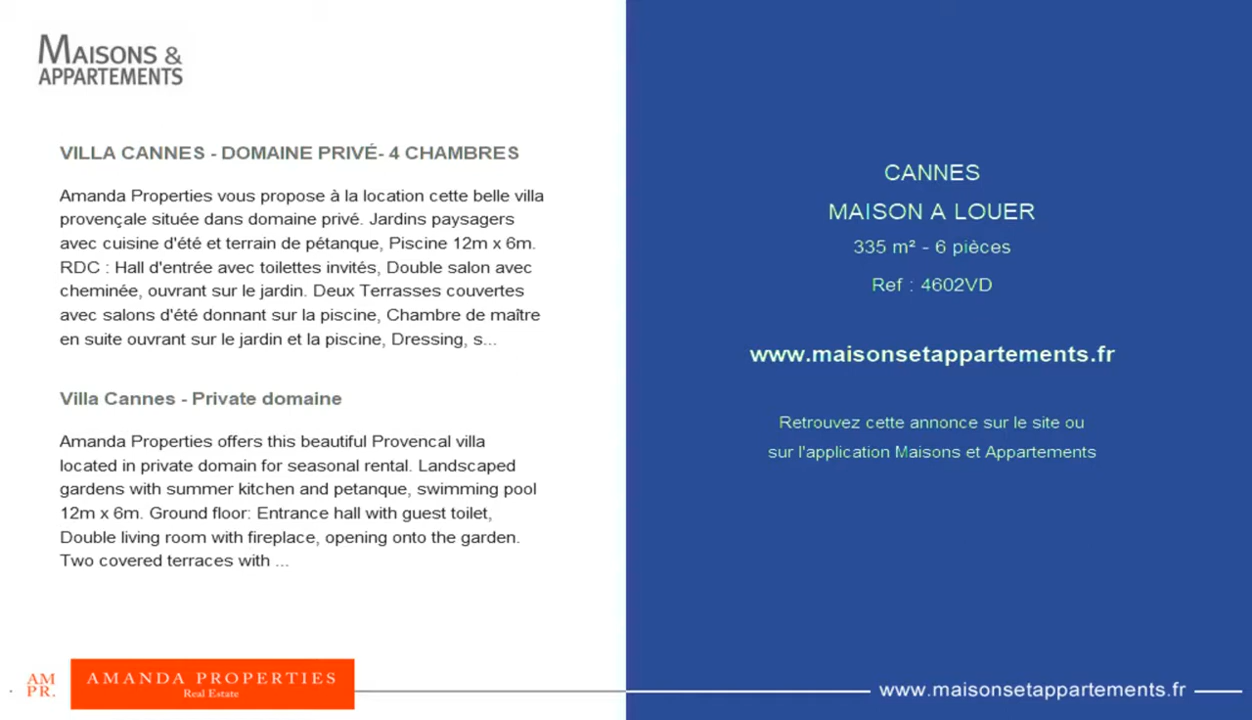 MAISONS &
APPARTEMENTS
VILLA CANNES - DOMAINE PRIVÉ- 4 CHAMBRES
Amanda Properties vous propose à la location cette belle villa
provençale située dans domaine privé. Jardins paysagers
avec cuisine d'été et terrain de pétanque, Piscine 12m x 6m.
RDC : Hall d'entrée avec toilettes invités, Double salon avec
cheminée, ouvrant sur le jardin. Deux Terrasses couvertes
avec salons d'été donnant sur la piscine, Chambre de maître
en suite ouvrant sur le jardin et la piscine, Dressing, s...
Villa Cannes - Private domaine
Amanda Properties offers this beautiful Provencal villa
located in private domain for seasonal rental. Landscaped
gardens with summer kitchen and petanque, swimming pool
12m x 6m. Ground floor: Entrance hall with guest toilet,
Double living room with fireplace, opening onto the garden.
Two covered terraces with ...
AM
PR.
AMANDA PROPERTIES
Real Estate
CANNES
MAISON A LOUER
335 m² - 6 pièces
Ref : 4602VD
www.maisonsetappartements.fr
Retrouvez cette annonce sur le site ou
sur l'application Maisons et Appartements
www.maisonsetappartements.fr